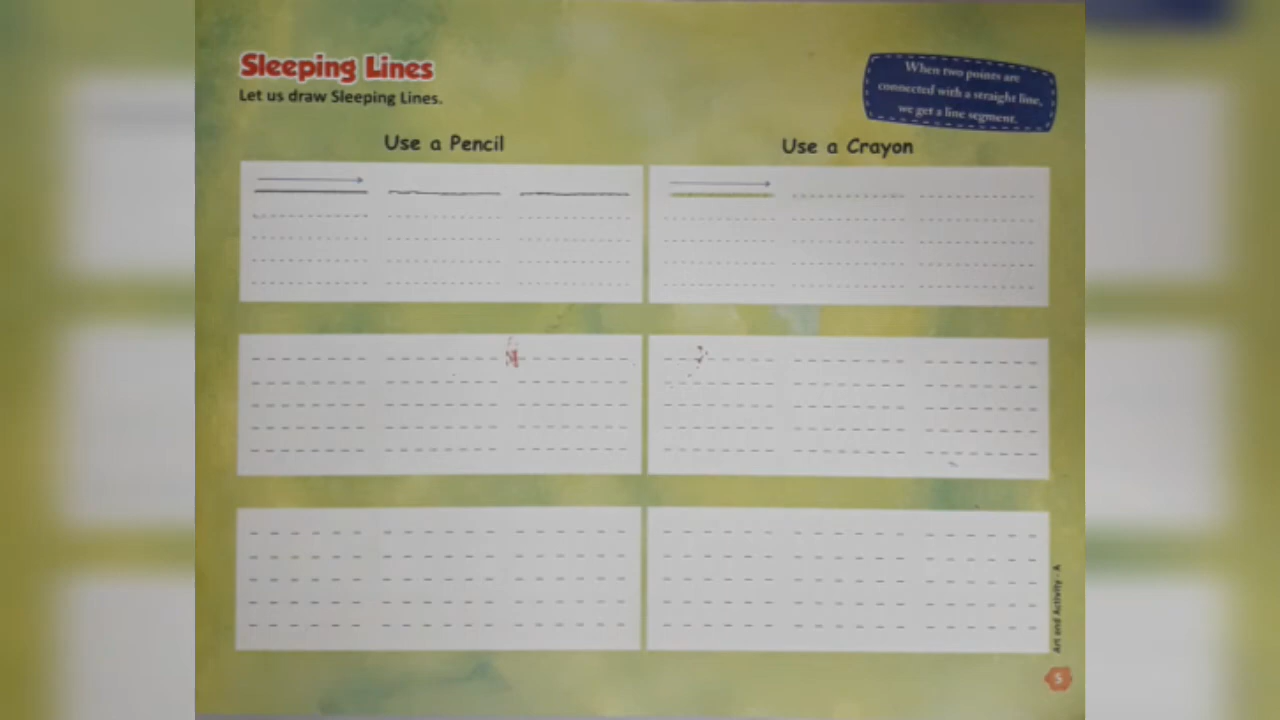 Sleeping Lines
Let us draw Sleeping Lines.
When two points are
connected with a straight line,
we get a line segment.
Use a Pencil
Use a Crayon
Art and Activity - A
5